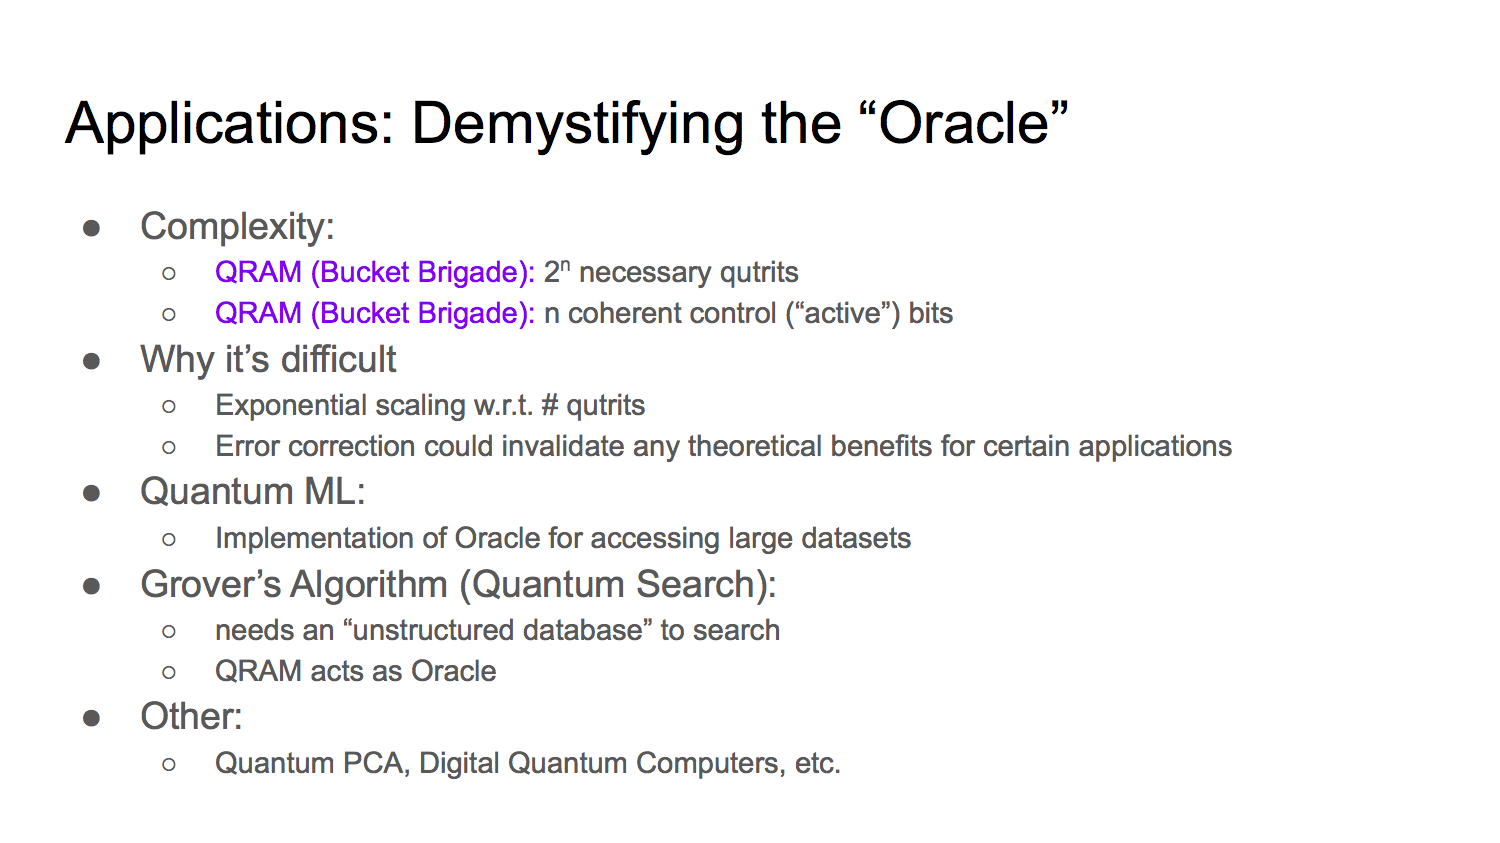 Applications: Demystifying the “Oracle”
● Complexity:
○ QRAM (Bucket Brigade): 2ⁿ necessary qutrits
○ QRAM (Bucket Brigade): n coherent control (“active”) bits
● Why it’s difficult
○ Exponential scaling w.r.t. # qutrits
○ Error correction could invalidate any theoretical benefits for certain applications
● Quantum ML:
○ Implementation of Oracle for accessing large datasets
● Grover’s Algorithm (Quantum Search):
○ needs an “unstructured database” to search
○ QRAM acts as Oracle
● Other:
○ Quantum PCA, Digital Quantum Computers, etc.